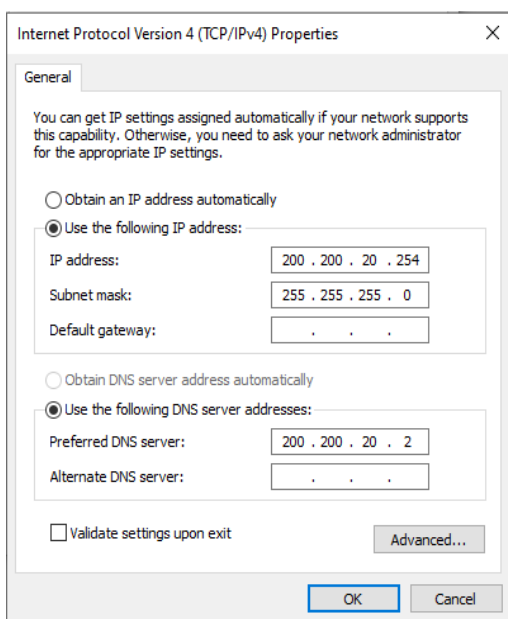 Internet Protocol Version 4 (TCP/IPv4) Properties
General
You can get IP settings assigned automatically if your network supports
this capability. Otherwise, you need to ask your network administrator
for the appropriate IP settings.
Obtain an IP address automatically
Use the following IP address:
IP address: 200 . 200 . 20 . 254
Subnet mask: 255 . 255 . 255 . 0
Default gateway: . . .
Obtain DNS server address automatically
Use the following DNS server addresses:
Preferred DNS server: 200 . 200 . 20 . 2
Alternate DNS server: . . .
Validate settings upon exit
Advanced...
OK Cancel